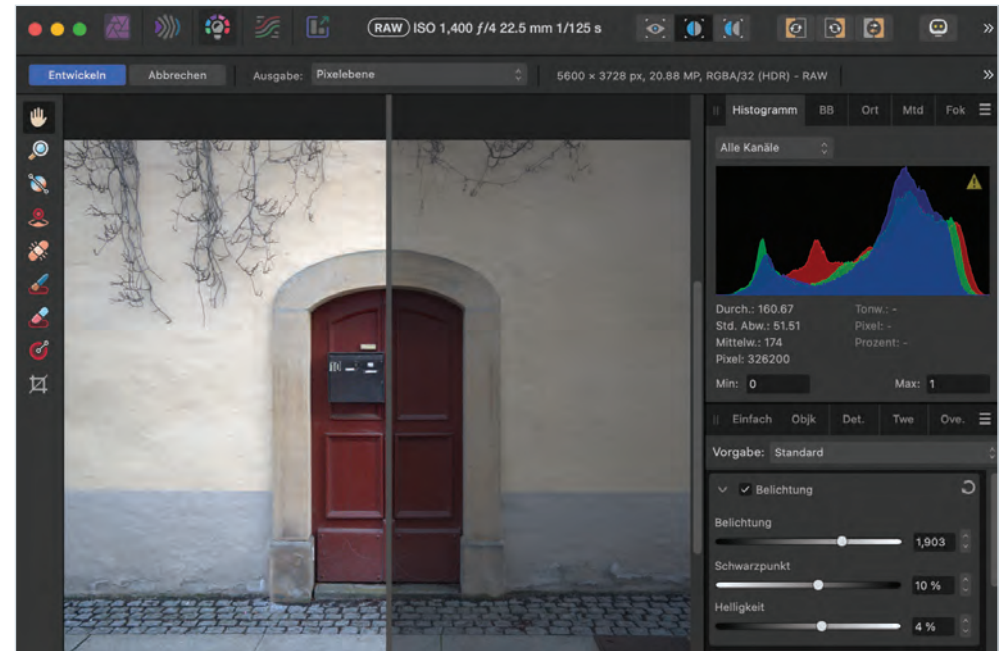 RAW ISO 1,400 ƒ/4 22.5 mm 1/125 s
Entwickeln Abbrechen Ausgabe: Pixelebene 5600 × 3728 px, 20.88 MP, RGBA/32 (HDR) - RAW
Histogramm BB Ort Mtd Fok
Alle Kanäle
Durch.: 160.67 Tonw.: -
Std. Abw.: 51.51 Pixel: -
Mittelw.: 174 Prozent: -
Pixel: 326200
Min: 0 Max: 1
Einfach Objk Det. Twe Ove.
Vorgabe: Standard
Belichtung
Belichtung
1,903
Schwarzpunkt
10 %
Helligkeit
4 %